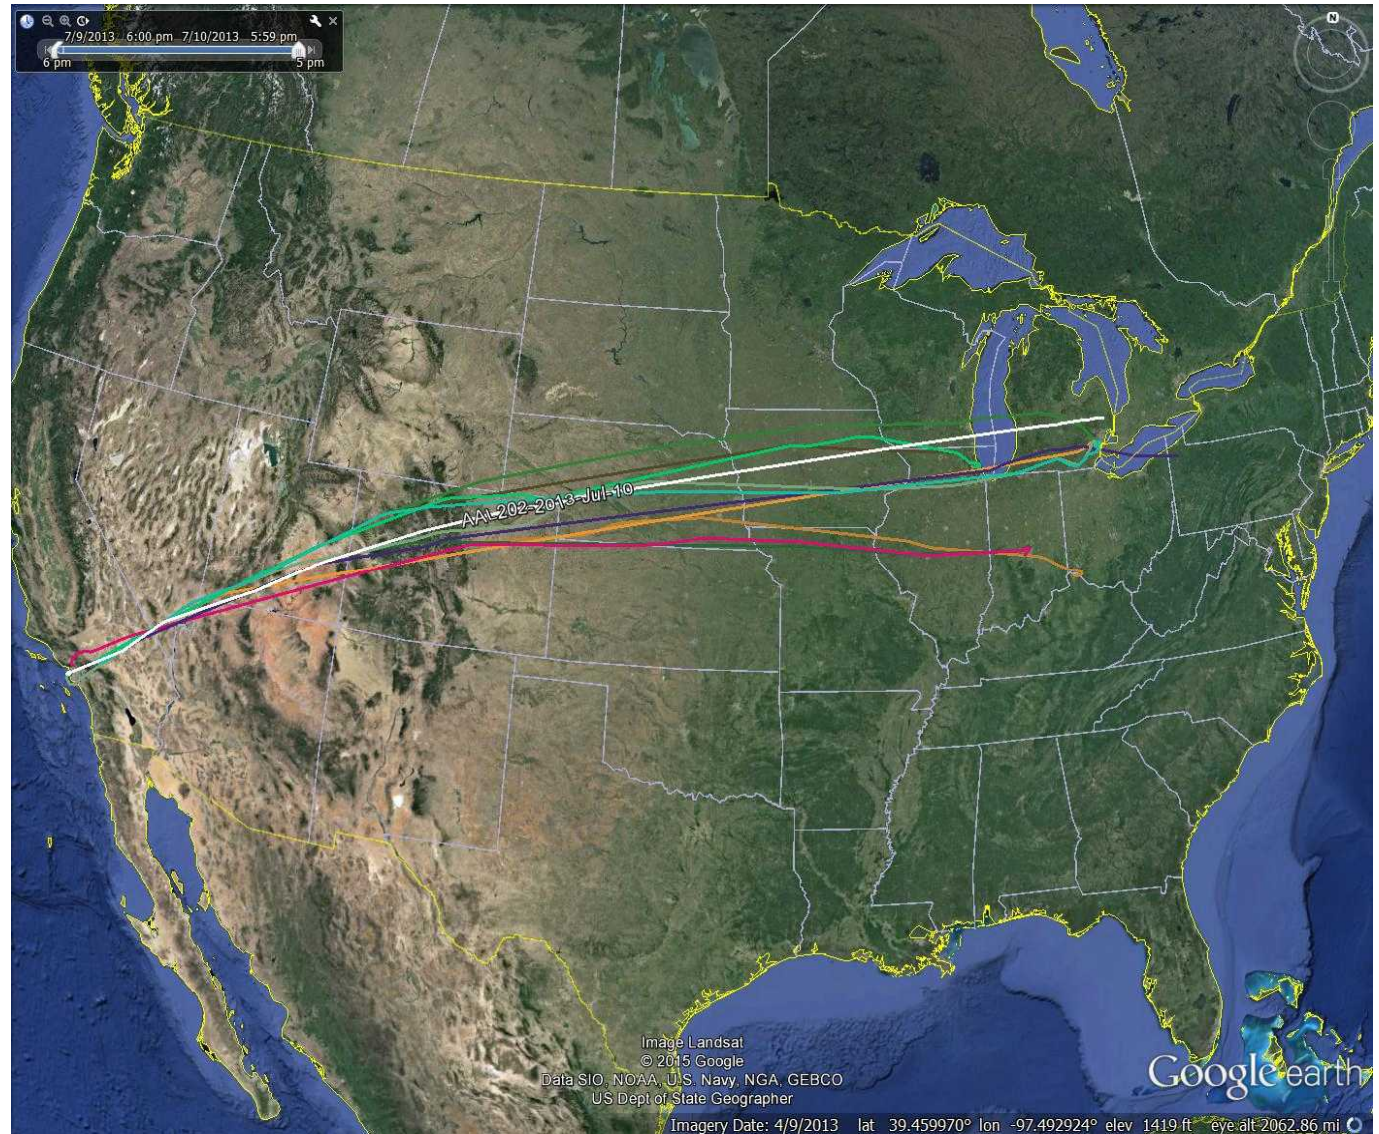 7/9/2013 6:00 pm 7/10/2013 5:59 pm
6 pm 5 pm
N
AAL202-2013-Jul-10
Image Landsat
© 2015 Google
Data SIO, NOAA, U.S. Navy, NGA, GEBCO
US Dept of State Geographer
Google earth
Imagery Date: 4/9/2013 lat 39.459970° lon -97.492924° elev 1419 ft eye alt 2062.86 mi